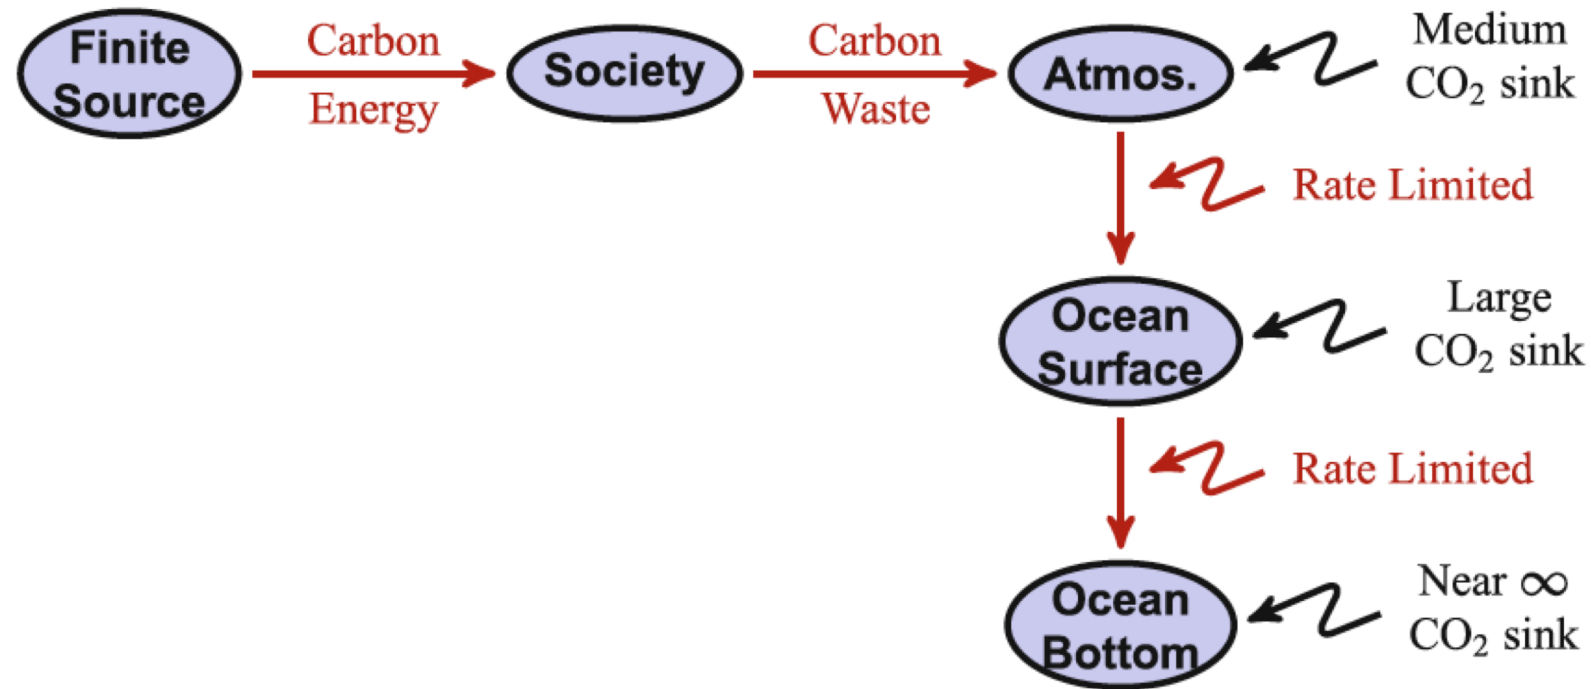 Finite
Source
Carbon
Energy
Society
Carbon
Waste
Atmos.
Medium
CO₂ sink
Rate Limited
Ocean
Surface
Large
CO₂ sink
Rate Limited
Ocean
Bottom
Near ∞
CO₂ sink